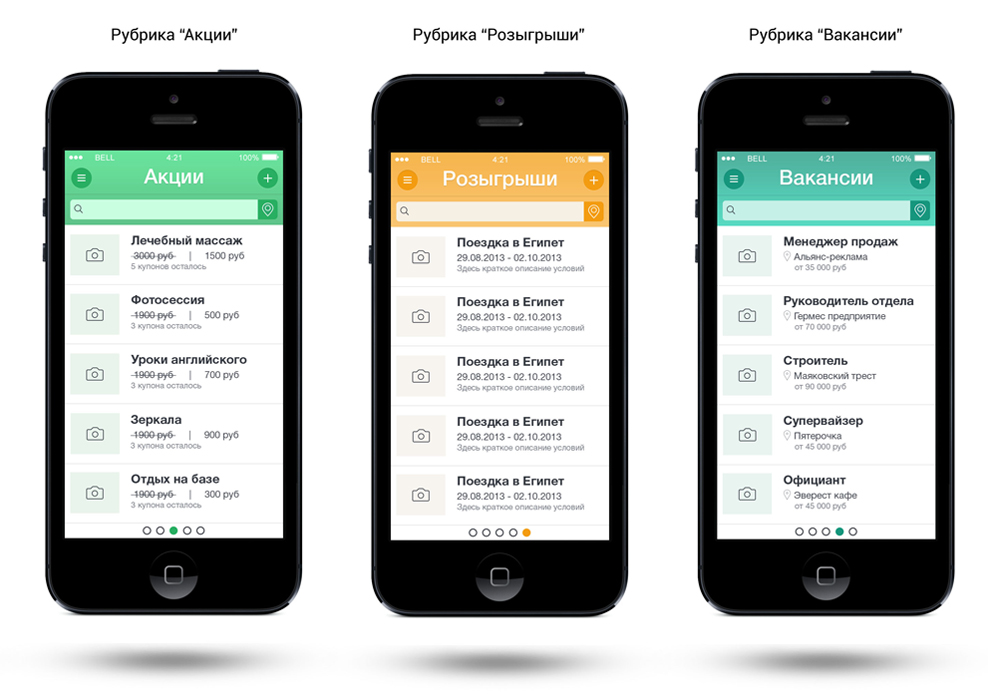 Рубрика “Акции”
Рубрика “Розыгрыши”
Рубрика “Вакансии”
BELL 4:21 100%
Акции
Лечебный массаж
3000 руб | 1500 руб
5 купонов осталось
Фотосессия
1900 руб | 500 руб
3 купона осталось
Уроки английского
1900 руб | 700 руб
3 купона осталось
Зеркала
1900 руб | 900 руб
3 купона осталось
Отдых на базе
1900 руб | 300 руб
3 купона осталось
BELL 4:21 100%
Розыгрыши
Поездка в Египет
29.08.2013 - 02.10.2013
Здесь краткое описание условий
Поездка в Египет
29.08.2013 - 02.10.2013
Здесь краткое описание условий
Поездка в Египет
29.08.2013 - 02.10.2013
Здесь краткое описание условий
Поездка в Египет
29.08.2013 - 02.10.2013
Здесь краткое описание условий
Поездка в Египет
29.08.2013 - 02.10.2013
Здесь краткое описание условий
BELL 4:21 100%
Вакансии
Менеджер продаж
Альянс-реклама
от 35 000 руб
Руководитель отдела
Гермес предприятие
от 70 000 руб
Строитель
Маяковский трест
от 90 000 руб
Супервайзер
Пятерочка
от 45 000 руб
Официант
Эверест кафе
от 45 000 руб